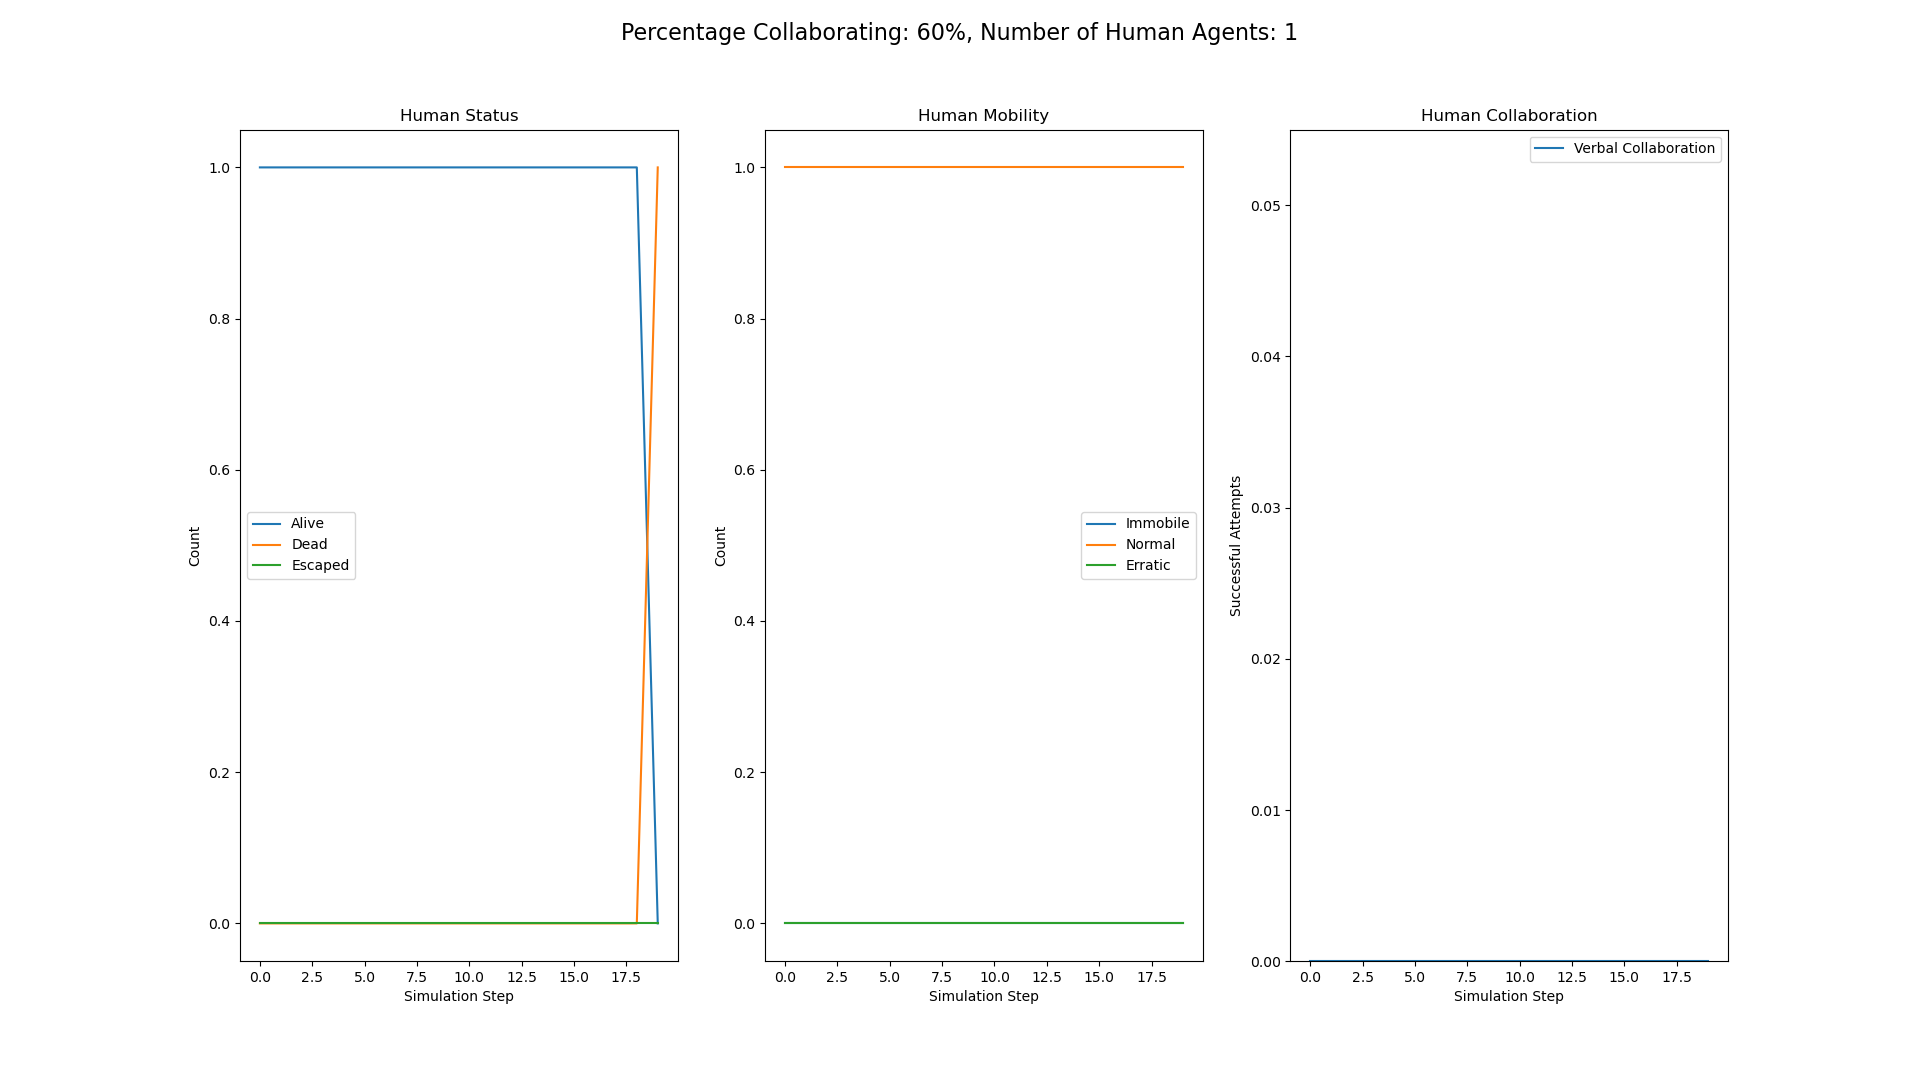 Percentage Collaborating: 60%, Number of Human Agents: 1
Human Status
1.0
0.8
0.6
0.4
0.2
0.0
Count
Alive
Dead
Escaped
0.0 2.5 5.0 7.5 10.0 12.5 15.0 17.5
Simulation Step
Human Mobility
1.0
0.8
0.6
0.4
0.2
0.0
Count
Immobile
Normal
Erratic
0.0 2.5 5.0 7.5 10.0 12.5 15.0 17.5
Simulation Step
Human Collaboration
Verbal Collaboration
0.05
0.04
0.03
0.02
0.01
0.00
Successful Attempts
0.0 2.5 5.0 7.5 10.0 12.5 15.0 17.5
Simulation Step